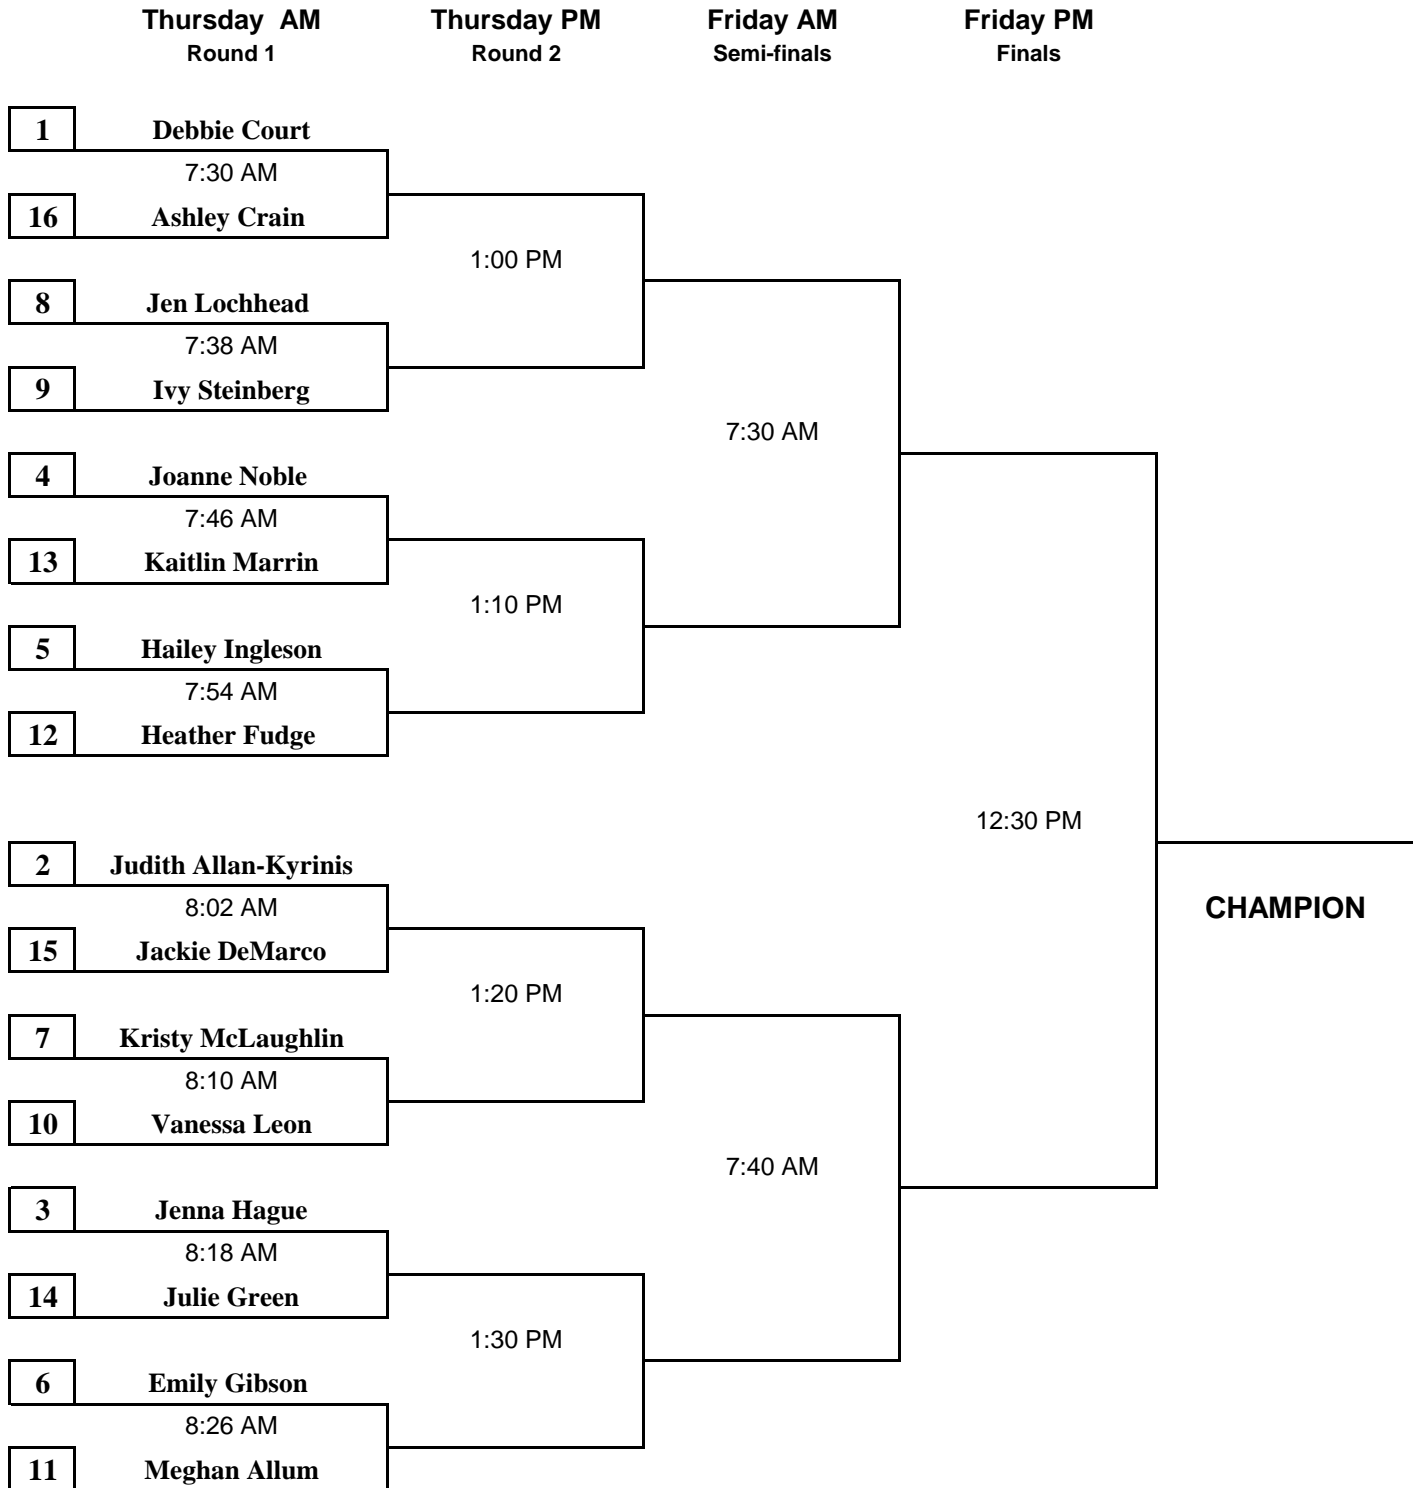 Thursday  AM Thursday PM Friday AM Friday PM
Round 1 Round 2 Semi-finals Finals
1 Debbie Court
7:30 AM
16 Ashley Crain
1:00 PM
8 Jen Lochhead
7:38 AM
9 Ivy Steinberg
7:30 AM
4 Joanne Noble
7:46 AM
13 Kaitlin Marrin
1:10 PM
5 Hailey Ingleson
7:54 AM
12 Heather Fudge
12:30 PM
2 Judith Allan-Kyrinis
8:02 AM
CHAMPION
15 Jackie DeMarco
1:20 PM
7 Kristy McLaughlin
8:10 AM
10 Vanessa Leon
7:40 AM
3 Jenna Hague
8:18 AM
14 Julie Green
1:30 PM
6 Emily Gibson
8:26 AM
11 Meghan Allum